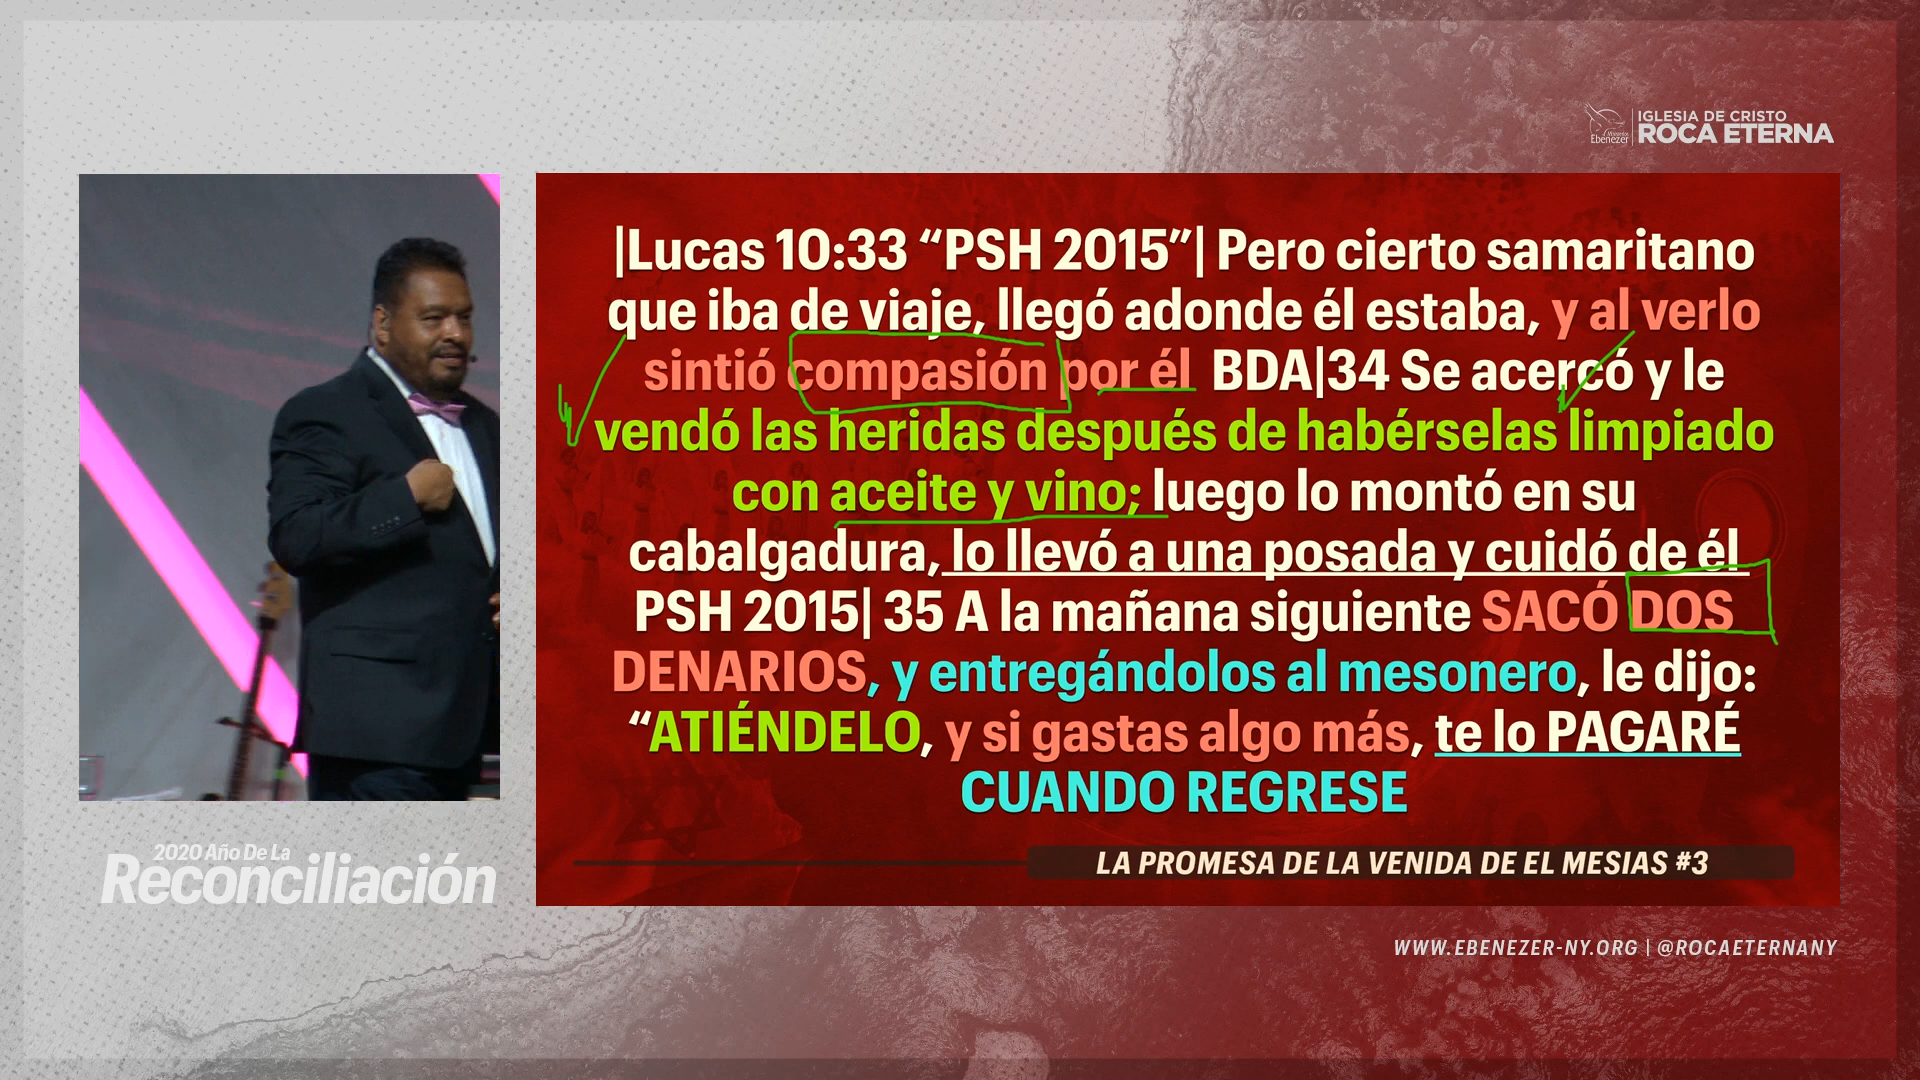 IGLESIA DE CRISTO
ROCA ETERNA
Ministerios
Ebenezer
|Lucas 10:33 “PSH 2015”| Pero cierto samaritano
que iba de viaje, llegó adonde él estaba, y al verlo
sintió compasión por él BDA|34 Se acercó y le
vendó las heridas después de habérselas limpiado
con aceite y vino; luego lo montó en su
cabalgadura, lo llevó a una posada y cuidó de él
PSH 2015| 35 A la mañana siguiente SACÓ DOS
DENARIOS, y entregándolos al mesonero, le dijo:
“ATIÉNDELO, y si gastas algo más, te lo PAGARÉ
CUANDO REGRESE
LA PROMESA DE LA VENIDA DE EL MESIAS #3
2020 Año De La
Reconciliación
WWW.EBENEZER-NY.ORG | @ROCAETERNANY